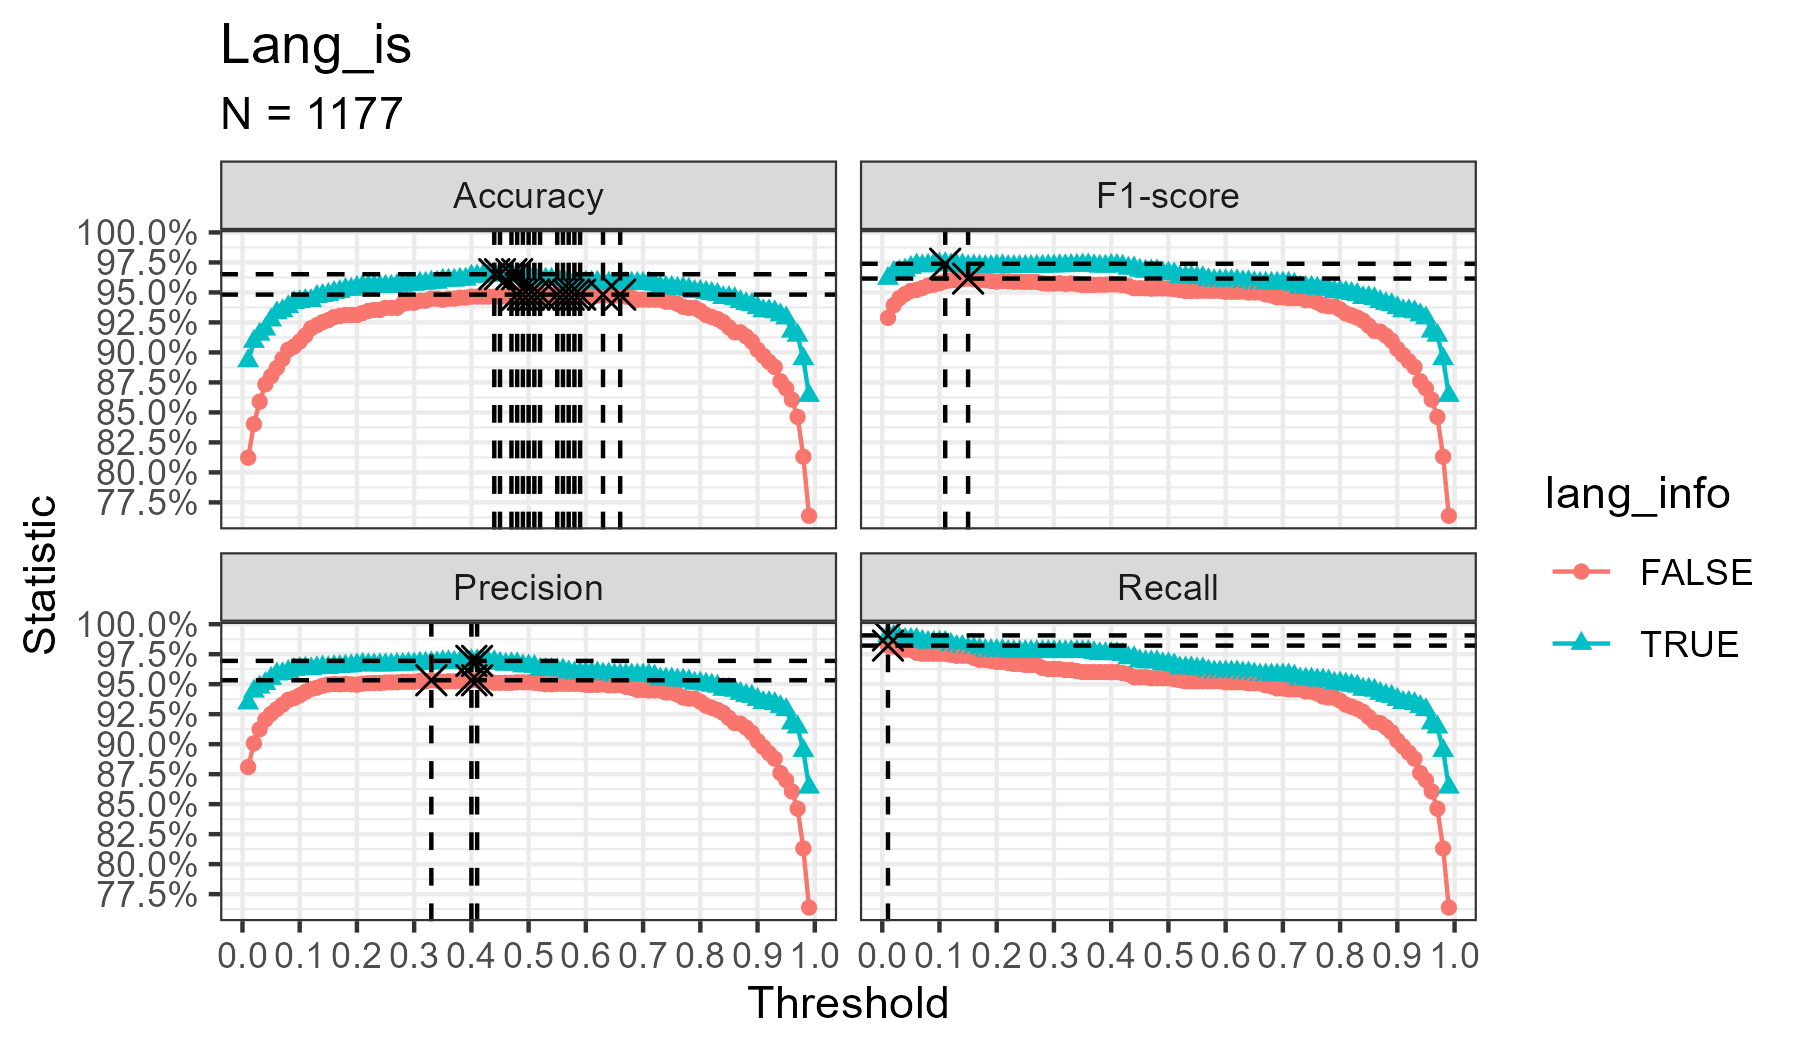 Lang_is
N = 1177
Accuracy
F1-score
100.0%
97.5%
95.0%
92.5%
90.0%
87.5%
85.0%
82.5%
80.0%
77.5%
Precision
Recall
100.0%
97.5%
95.0%
92.5%
90.0%
87.5%
85.0%
82.5%
80.0%
77.5%
0.0 0.1 0.2 0.3 0.4 0.5 0.6 0.7 0.8 0.9 1.0
0.0 0.1 0.2 0.3 0.4 0.5 0.6 0.7 0.8 0.9 1.0
Threshold
Statistic
lang_info
FALSE
TRUE